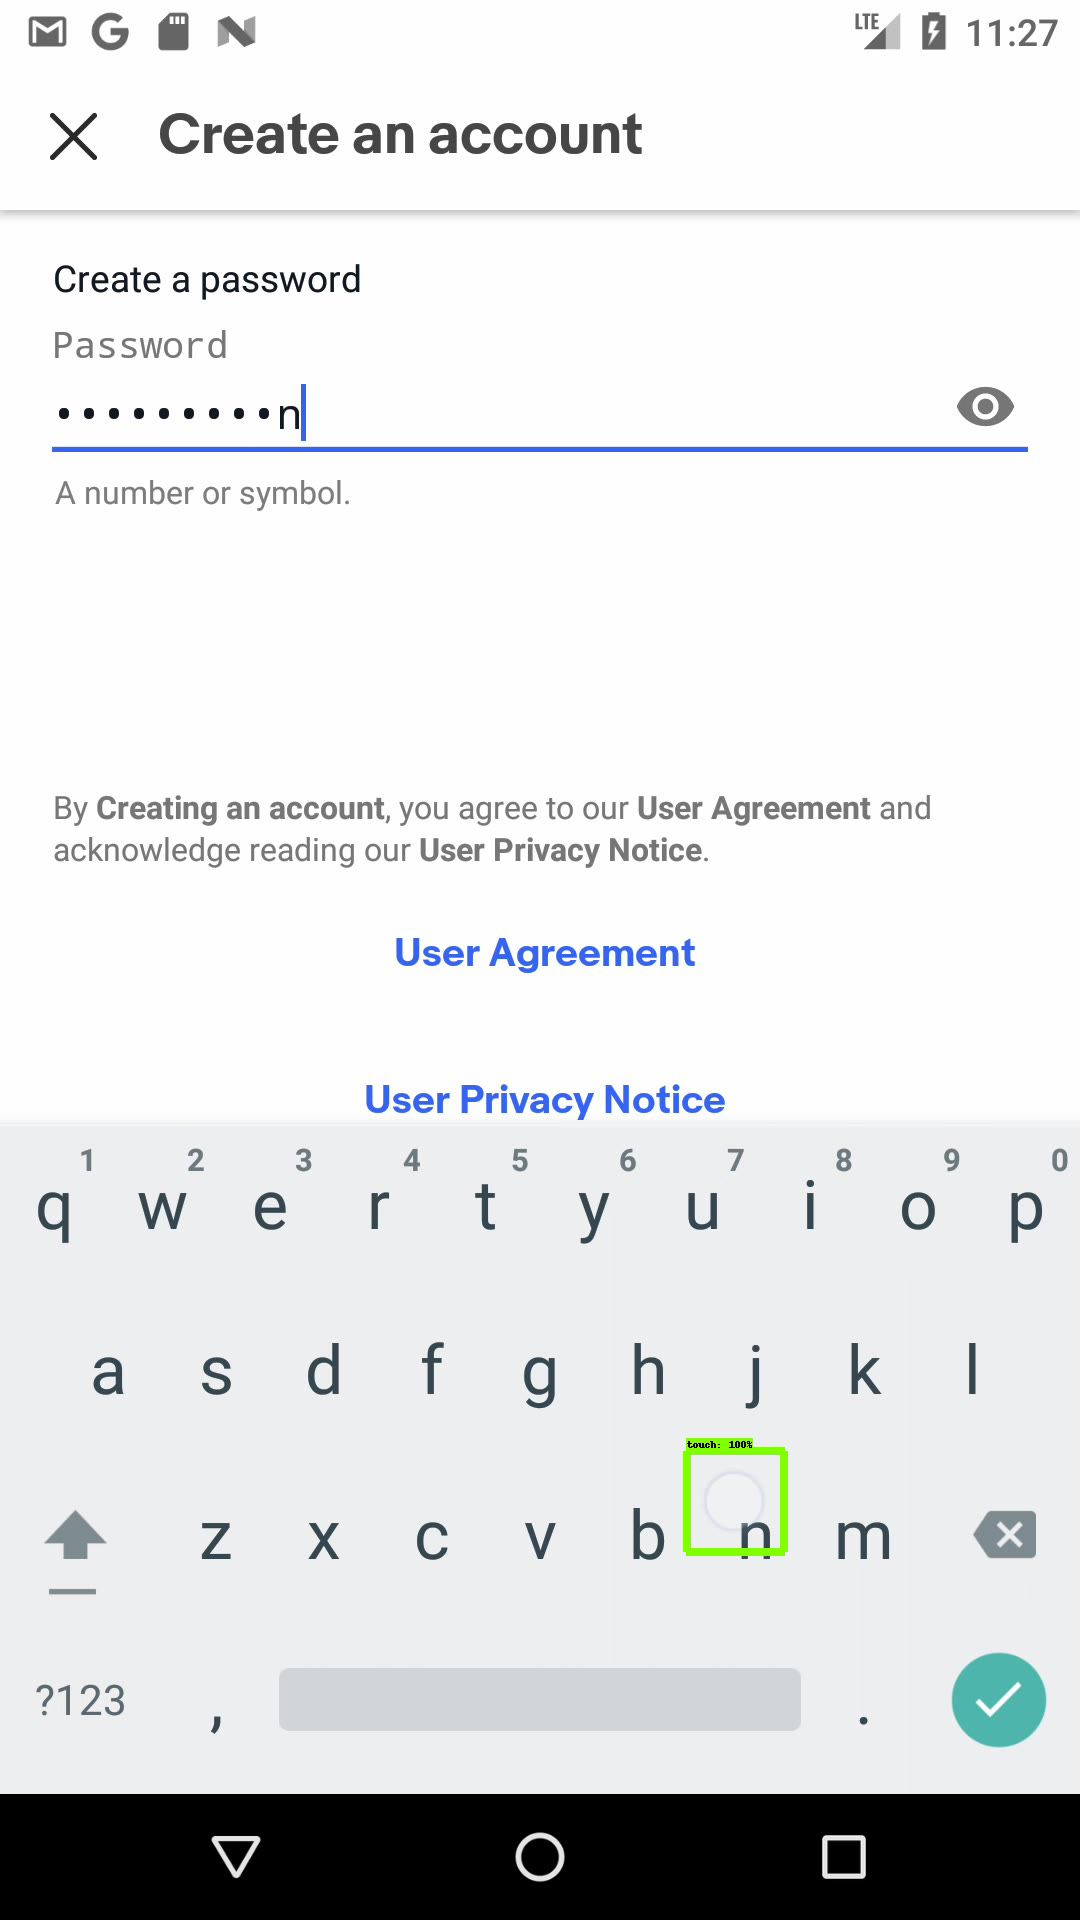 LTE 11:27
Create an account
Create a password
Password
•••••••••n
A number or symbol.
By Creating an account, you agree to our User Agreement and
acknowledge reading our User Privacy Notice.
User Agreement
User Privacy Notice
1 2 3 4 5 6 7 8 9 0
q w e r t y u i o p
a s d f g h j k l
touch: 100%
z x c v b n m
?123 , .